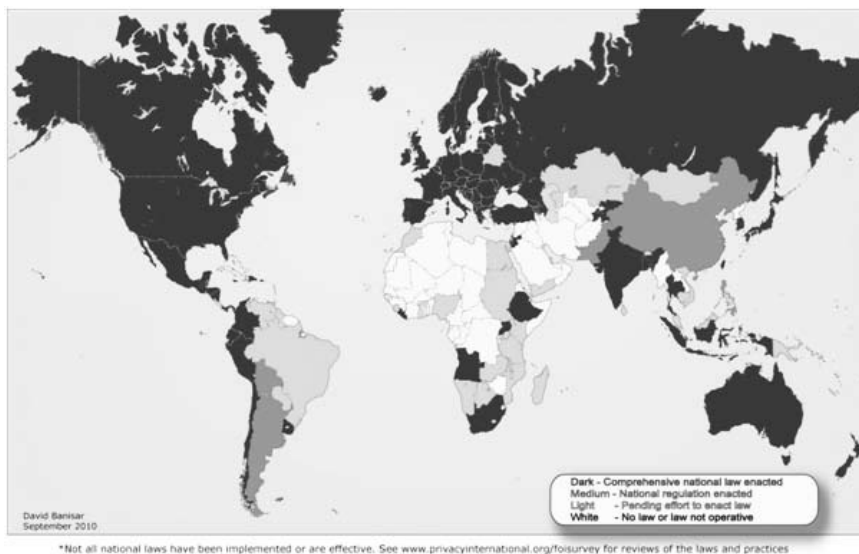 Dark - Comprehensive national law enacted
Medium - National regulation enacted
Light - Pending effort to enact law
White - No law or law not operative
David Banisar
September 2010
*Not all national laws have been implemented or are effective. See www.privacyinternational.org/foisurvey for reviews of the laws and practices